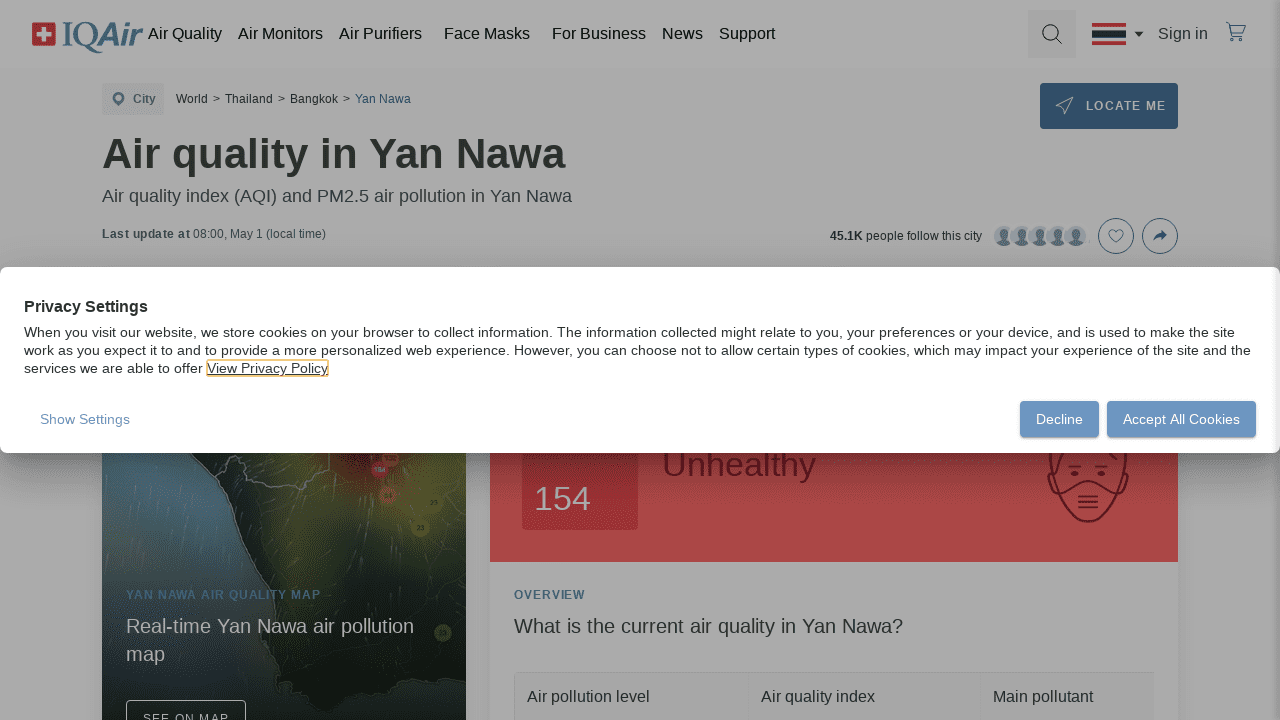 IQAir
Air Quality
Air Monitors
Air Purifiers
Face Masks
For Business
News
Support
Sign in
City
World > Thailand > Bangkok > Yan Nawa
LOCATE ME
Air quality in Yan Nawa
Air quality index (AQI) and PM2.5 air pollution in Yan Nawa
Last update at 08:00, May 1 (local time)
45.1K people follow this city
Privacy Settings
When you visit our website, we store cookies on your browser to collect information. The information collected might relate to you, your preferences or your device, and is used to make the site
work as you expect it to and to provide a more personalized web experience. However, you can choose not to allow certain types of cookies, which may impact your experience of the site and the
services we are able to offer View Privacy Policy
Show Settings
Decline
Accept All Cookies
154
Unhealthy
YAN NAWA AIR QUALITY MAP
Real-time Yan Nawa air pollution
map
SEE ON MAP
OVERVIEW
What is the current air quality in Yan Nawa?
Air pollution level
Air quality index
Main pollutant